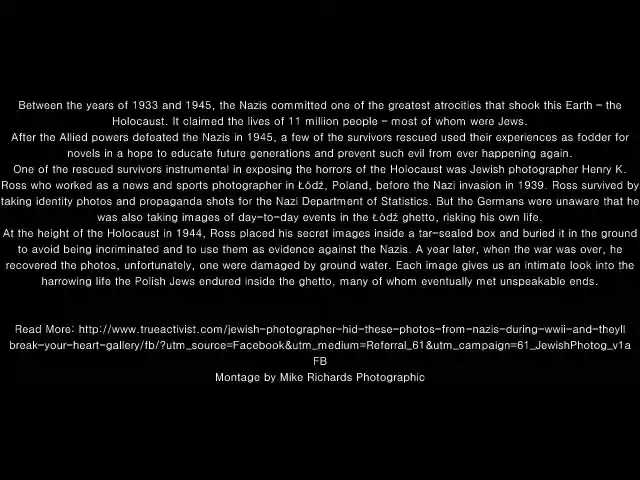 Between the years of 1933 and 1945, the Nazis committed one of the greatest atrocities that shook this Earth - the
Holocaust. It claimed the lives of 11 million people - most of whom were Jews.
After the Allied powers defeated the Nazis in 1945, a few of the survivors rescued used their experiences as fodder for
novels in a hope to educate future generations and prevent such evil from ever happening again.
One of the rescued survivors instrumental in exposing the horrors of the Holocaust was Jewish photographer Henry K.
Ross who worked as a news and sports photographer in Łódź, Poland, before the Nazi invasion in 1939. Ross survived by
taking identity photos and propaganda shots for the Nazi Department of Statistics. But the Germans were unaware that he
was also taking images of day-to-day events in the Łódź ghetto, risking his own life.
At the height of the Holocaust in 1944, Ross placed his secret images inside a tar-sealed box and buried it in the ground
to avoid being incriminated and to use them as evidence against the Nazis. A year later, when the war was over, he
recovered the photos, unfortunately, one were damaged by ground water. Each image gives us an intimate look into the
harrowing life the Polish Jews endured inside the ghetto, many of whom eventually met unspeakable ends.
Read More: http://www.trueactivist.com/jewish-photographer-hid-these-photos-from-nazis-during-wwii-and-theyll
break-your-heart-gallery/fb/?utm_source=Facebook&utm_medium=Referral_61&utm_campaign=61_JewishPhotog_v1a
FB
Montage by Mike Richards Photographic